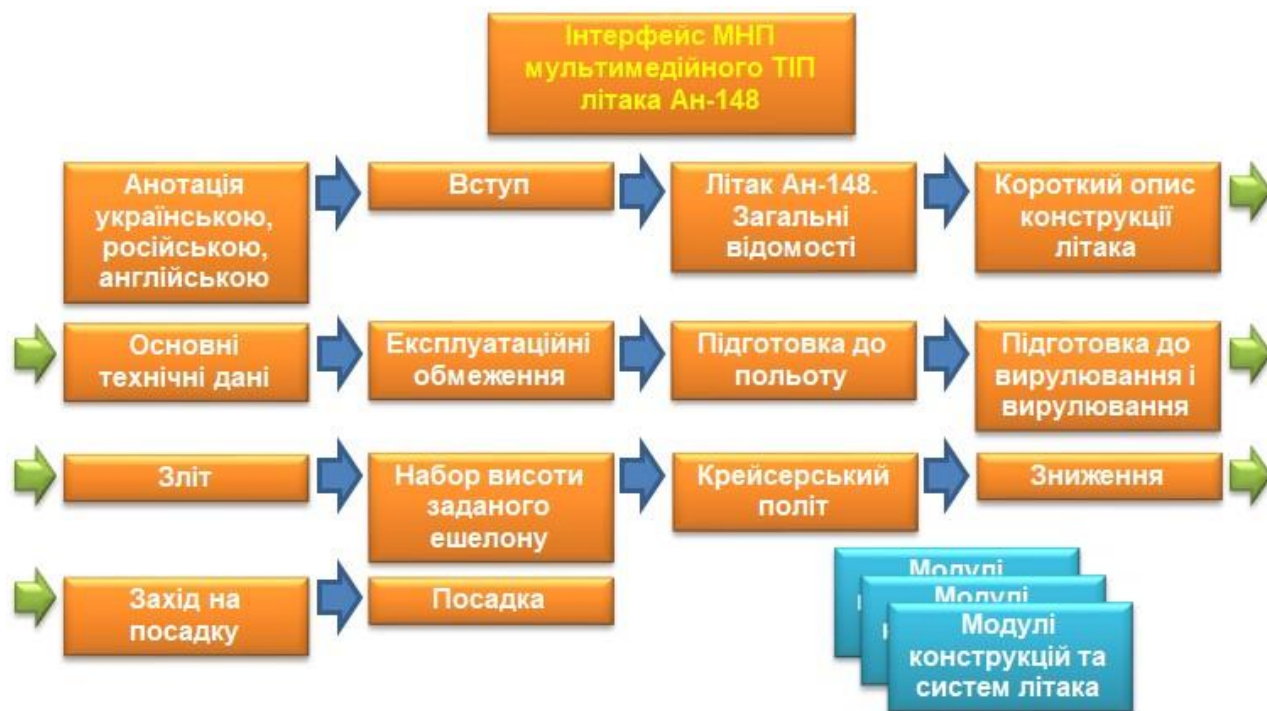 Інтерфейс МНП
мультимедійного ТІП
літака Ан-148
Анотація
українською,
російською,
англійською
Вступ
Літак Ан-148.
Загальні
відомості
Короткий опис
конструкції
літака
Основні
технічні дані
Експлуатаційні
обмеження
Підготовка до
польоту
Підготовка до
вирулювання і
вирулювання
Зліт
Набор висоти
заданого
ешелону
Крейсерський
політ
Зниження
Захід на
посадку
Посадка
Модулі
Модулі
Модулі
конструкцій та
систем літака